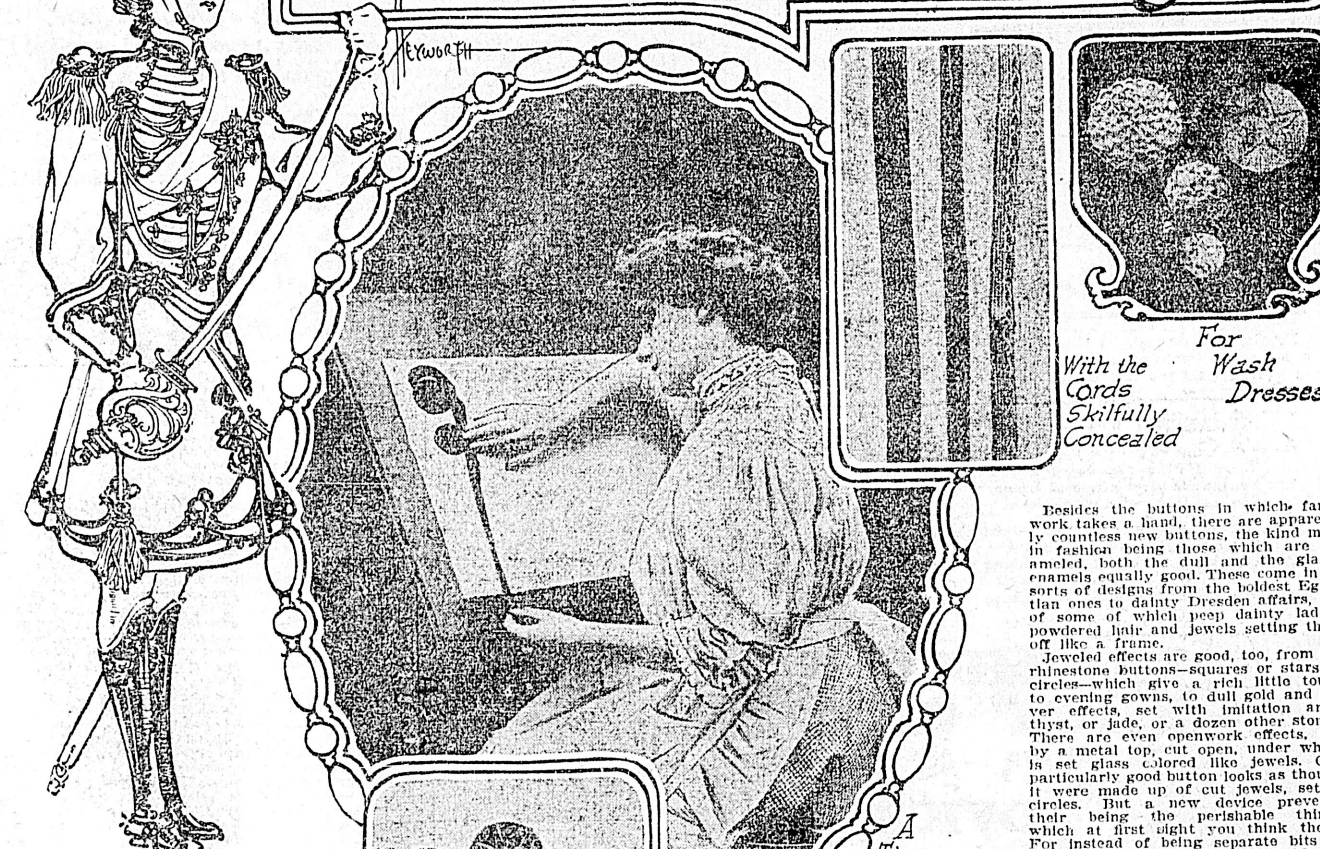 HEYWORTH
With the
Cords
Skilfully
Concealed
For
Wash
Dresses
A
Besides the buttons in which fan
work takes a hand, there are appare
ly countless new buttons, the kind m
in fashion being those which are
ameled, both the dull and the gla
enamels equally good. These come in
sorts of designs from the boldest Eg
tian ones to dainty Dresden affairs,
of some of which peep dainty lad
powdered hair and jewels setting th
off like a frame.
Jeweled effects are good, too, from
rhinestone buttons—squares or stars
circles—which give a rich little to
to evening gowns, to dull gold and
ver effects, set with imitation am
thyst, or jade, or a dozen other ston
There are even openwork effects,
by a metal top, cut open, under wh
is set glass colored like jewels. O
particularly good button looks as thou
it were made up of cut jewels, set
circles. But a new device preve
their being the perishable thin
which at first sight you think the
For instead of being separate bits